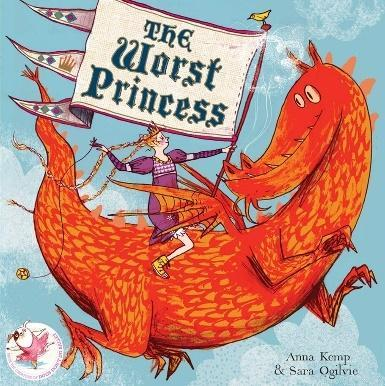 THE
Worst
Princess
Anna Kemp
& Sara Ogilvie